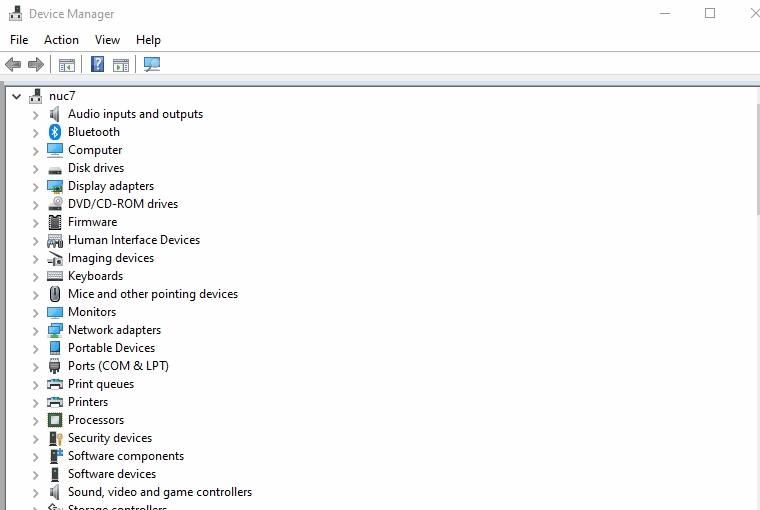 Device Manager
File Action View Help
nuc7
Audio inputs and outputs
Bluetooth
Computer
Disk drives
Display adapters
DVD/CD-ROM drives
Firmware
Human Interface Devices
Imaging devices
Keyboards
Mice and other pointing devices
Monitors
Network adapters
Portable Devices
Ports (COM & LPT)
Print queues
Printers
Processors
Security devices
Software components
Software devices
Sound, video and game controllers
Storage controllers